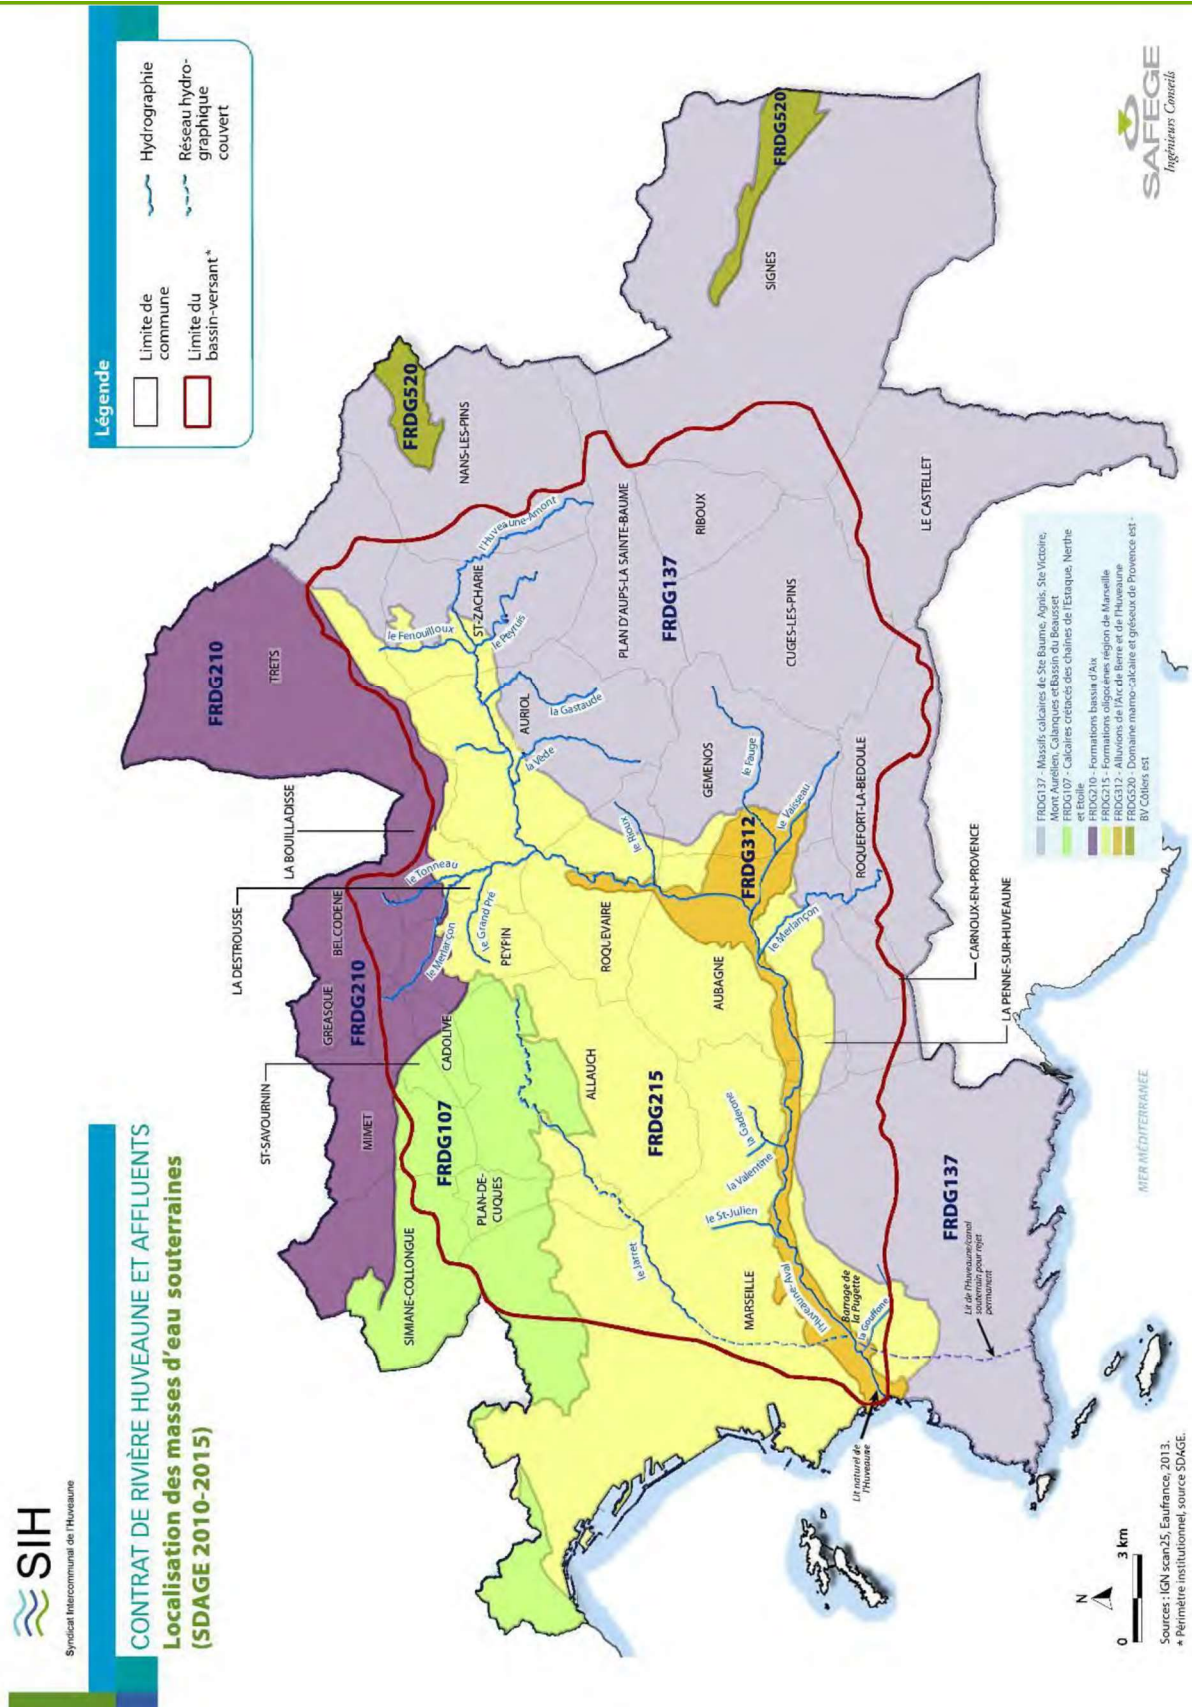 SIH
Syndicat Intercommunal de l'Huveaune
CONTRAT DE RIVIÈRE HUVEAUNE ET AFFLUENTS
Localisation des masses d'eau souterraines
(SDAGE 2010-2015)
Légende
Limite de
commune
Limite du
bassin-versant *
Hydrographie
Réseau hydro-
graphique
couvert
ST-SAVOURNIN
LA DESTROUSSE
LA BOUILLADISSE
GREASQUE
BELCODENE
FRDG210
MIMET
CADOLIVE
FRDG107
SIMIANE-COLLONGUE
PLAN-DE-
CUQUES
ALLAUCH
PEYPIN
le Tonneau
le Merlançon
le Grand Pré
FRDG210
TRETS
FRDG520
NANS-LES-PINS
l'Huveaune-Amont
ST-ZACHARIE
le Fenouilloux
le Peyruis
AURIOL
la Gastaude
la Vède
PLAN D'AUPS-LA SAINTE-BAUME
RIBOUX
FRDG137
CUGES-LES-PINS
SIGNES
FRDG520
LE CASTELLET
ROQUEVAIRE
le Rioux
GEMENOS
le Fauge
le Vaisseau
FRDG312
AUBAGNE
le Merlançon
ROQUEFORT-LA-BEDOULE
CARNOUX-EN-PROVENCE
LA PENNE-SUR-HUVEAUNE
FRDG215
la Gaderone
la Valentine
le St-Julien
le Jarret
MARSEILLE
l'Huveaune-Aval
Barrage de
la Pugette
la Gouffone
FRDG137
Lit de l'Huveaune/canal
souterrain pour rejet
permanent
Lit naturel de
l'Huveaune
MER MÉDITERRANÉE
FRDG137 - Massifs calcaires de Ste Baume, Agnis, Ste Victoire,
Mont Aurélien, Calanques et Bassin du Beausset
FRDG107 - Calcaires crétacés des chaînes de l'Estaque, Nerthe
et Etoile
FRDG210 - Formations bassin d'Aix
FRDG215 - Formations oligocènes région de Marseille
FRDG312 - Alluvions de l'Arc de Berre et de l'Huveaune
FRDG520 - Domaine marno-calcaire et gréseux de Provence est -
BV Côtiers est
N
0 3 km
Sources : IGN scan25, Eaufrance, 2013.
* Périmètre institutionnel, source SDAGE.
SAFEGE
Ingénieurs Conseils